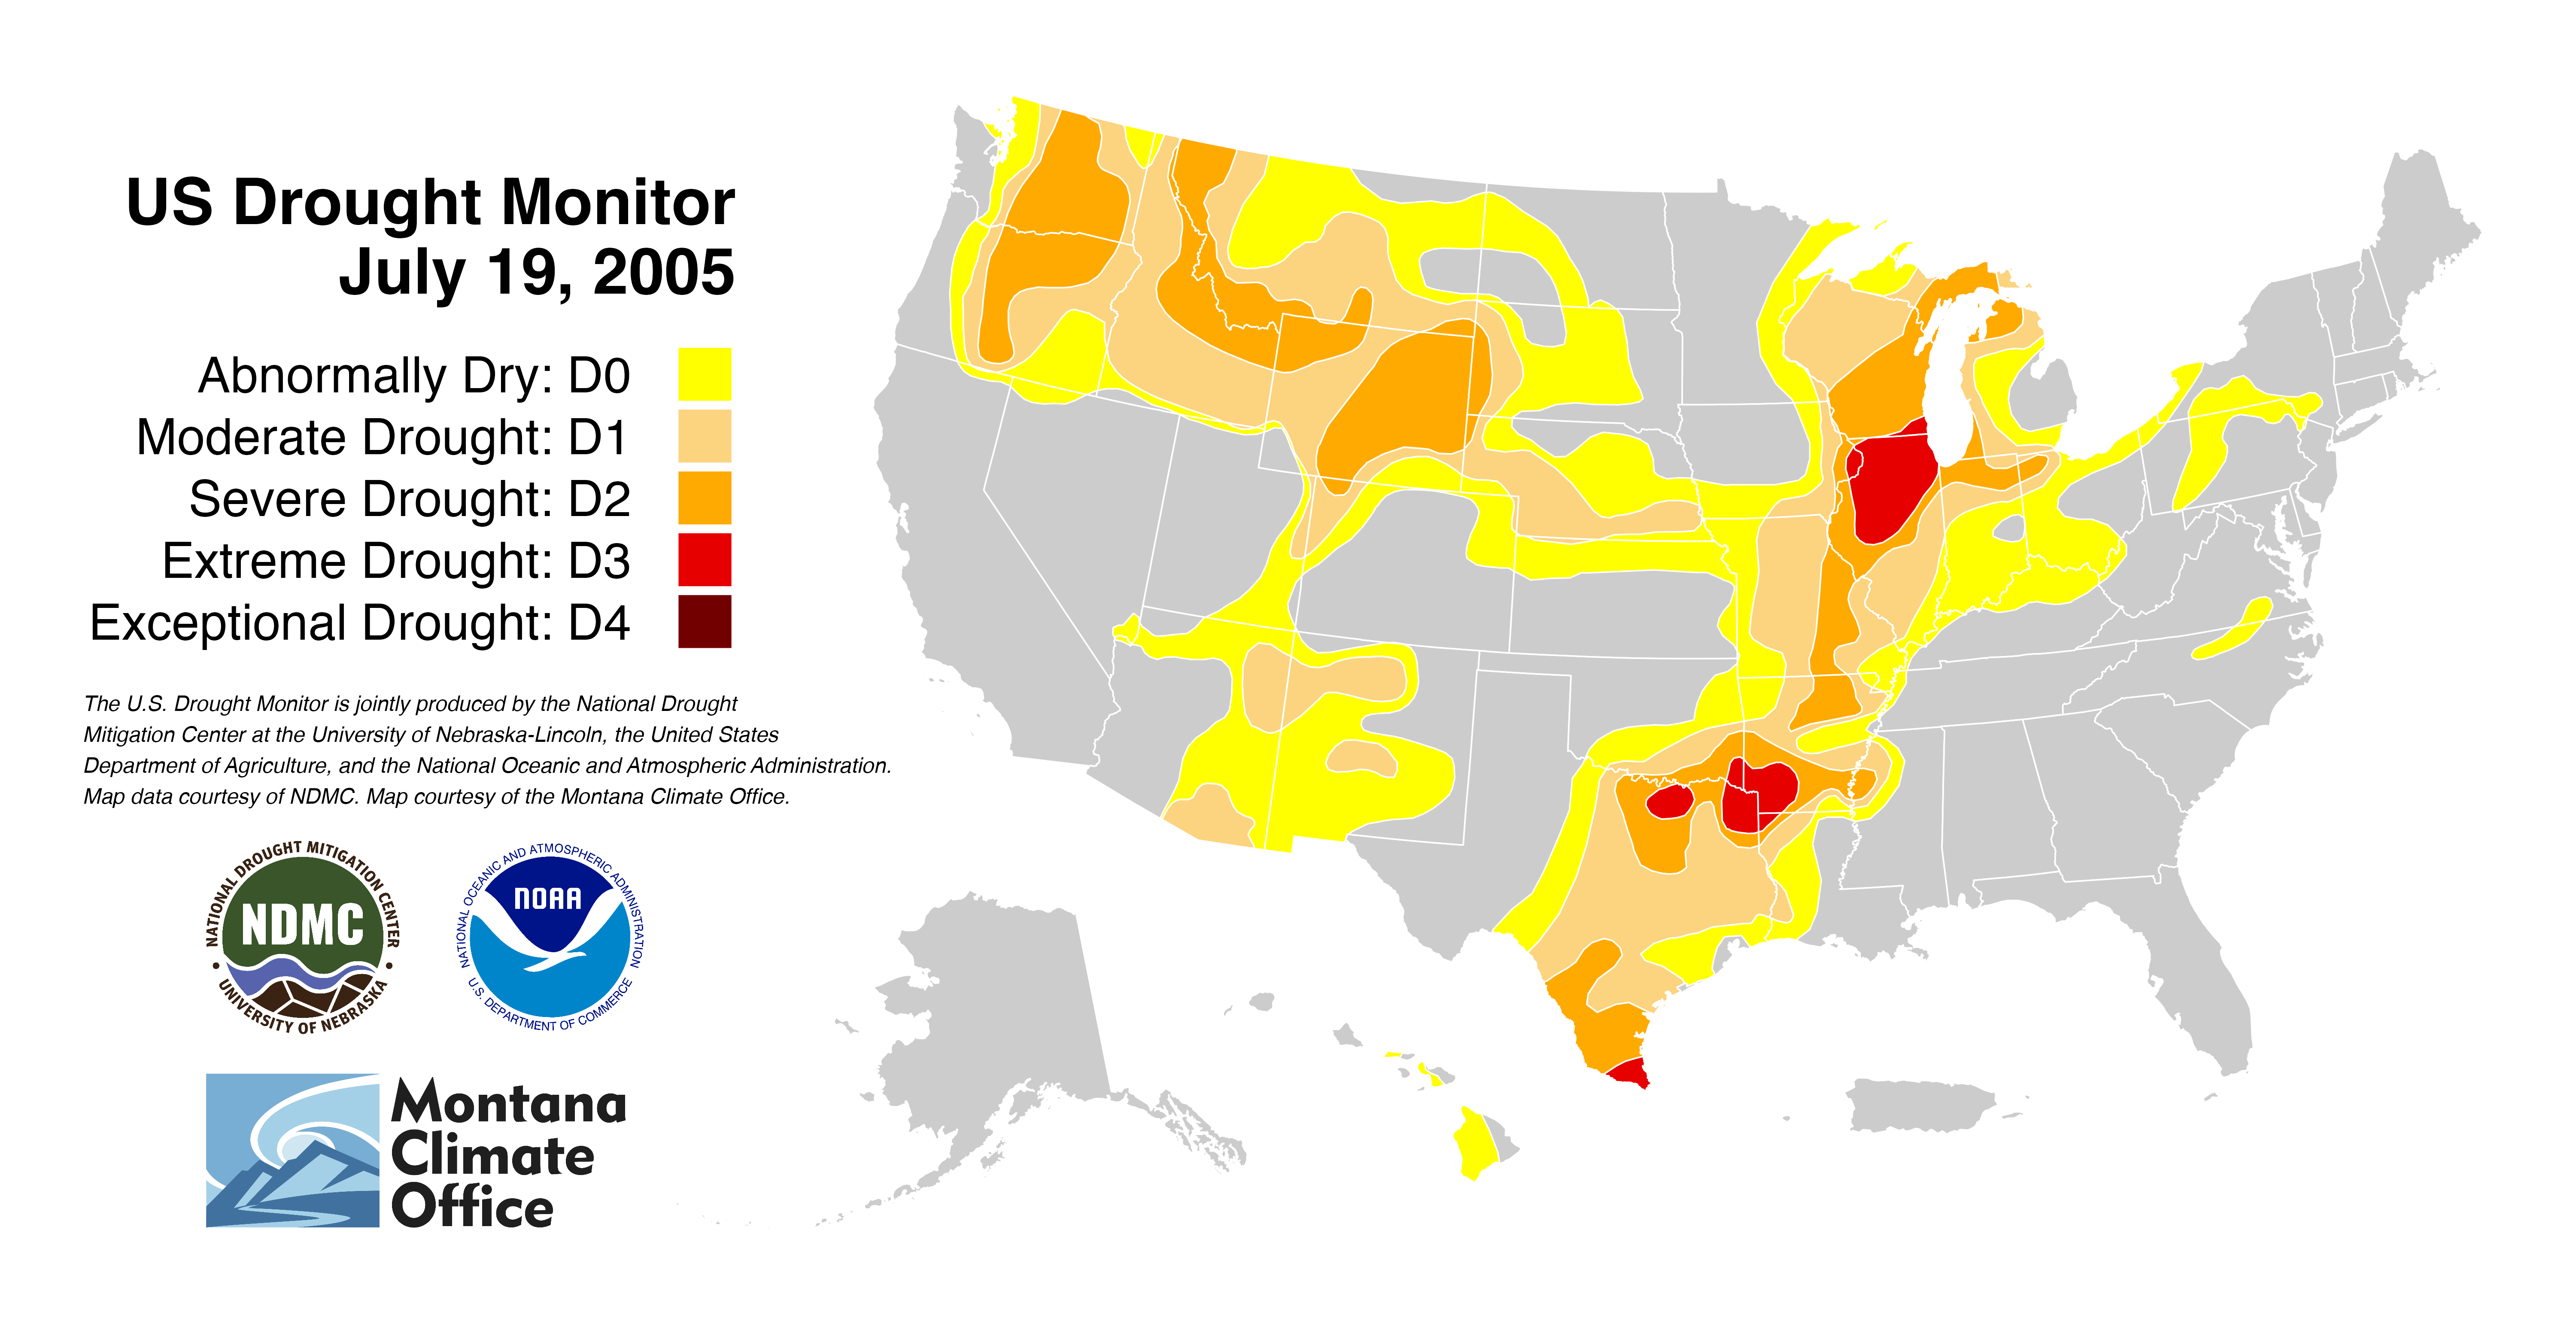 US Drought Monitor
July 19, 2005
Abnormally Dry: D0
Moderate Drought: D1
Severe Drought: D2
Extreme Drought: D3
Exceptional Drought: D4
The U.S. Drought Monitor is jointly produced by the National Drought
Mitigation Center at the University of Nebraska-Lincoln, the United States
Department of Agriculture, and the National Oceanic and Atmospheric Administration.
Map data courtesy of NDMC. Map courtesy of the Montana Climate Office.
NATIONAL DROUGHT MITIGATION CENTER
NDMC
• UNIVERSITY OF NEBRASKA •
NATIONAL OCEANIC AND ATMOSPHERIC ADMINISTRATION
NOAA
U.S. DEPARTMENT OF COMMERCE
Montana
Climate
Office